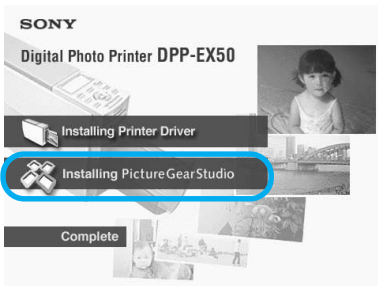 SONY
Digital Photo Printer DPP-EX50
Installing Printer Driver
Installing PictureGearStudio
Complete